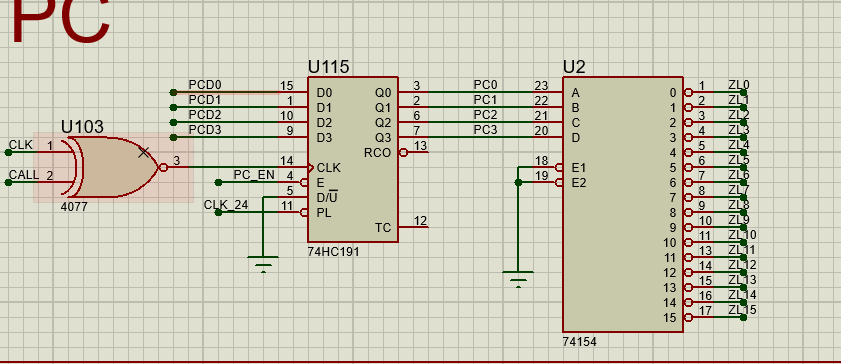 PC
U103
CLK
1
CALL
2
3
4077
U115
PCD0
15
D0
Q0
3
PC0
PCD1
1
D1
Q1
2
PC1
PCD2
10
D2
Q2
6
PC2
PCD3
9
D3
Q3
7
PC3
RCO
13
14
CLK
PC_EN
4
E
5
D/U
CLK_24
11
PL
TC
12
74HC191
U2
23
A
22
B
21
C
20
D
18
E1
19
E2
0
1
ZL0
1
2
ZL1
2
3
ZL2
3
4
ZL3
4
5
ZL4
5
6
ZL5
6
7
ZL6
7
8
ZL7
8
9
ZL8
9
10
ZL9
10
11
ZL10
11
13
ZL11
12
14
ZL12
13
15
ZL13
14
16
ZL14
15
17
ZL15
74154